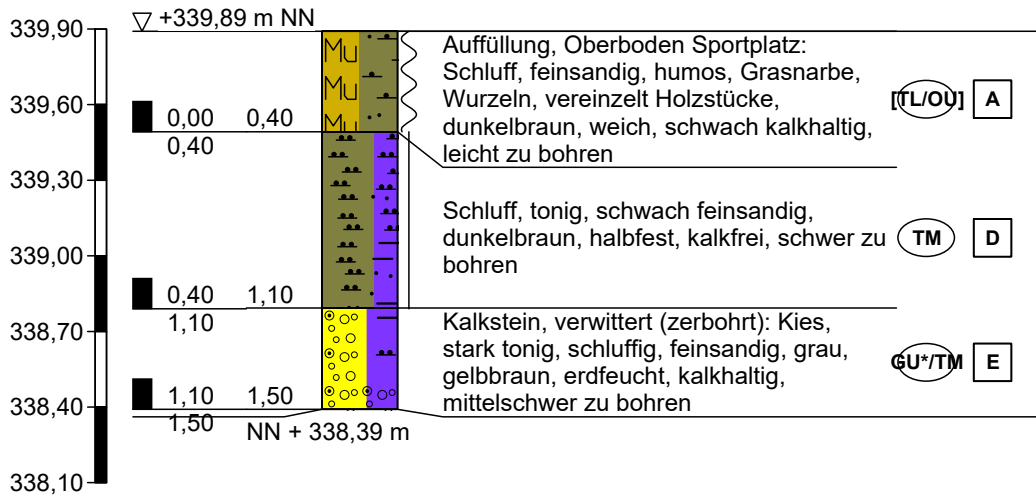 339,90
+339,89 m NN
Mu
Auffüllung, Oberboden Sportplatz:
Schluff, feinsandig, humos, Grasnarbe,
Wurzeln, vereinzelt Holzstücke,
dunkelbraun, weich, schwach kalkhaltig,
leicht zu bohren
[TL/OU]
A
Mu
339,60
0,00 0,40
Mu
0,40
339,30
Schluff, tonig, schwach feinsandig,
dunkelbraun, halbfest, kalkfrei, schwer zu
bohren
TM
D
339,00
0,40 1,10
1,10
338,70
Kalkstein, verwittert (zerbohrt): Kies,
stark tonig, schluffig, feinsandig, grau,
gelbbraun, erdfeucht, kalkhaltig,
mittelschwer zu bohren
GU*/TM
E
338,40
1,10 1,50
1,50
NN + 338,39 m
338,10